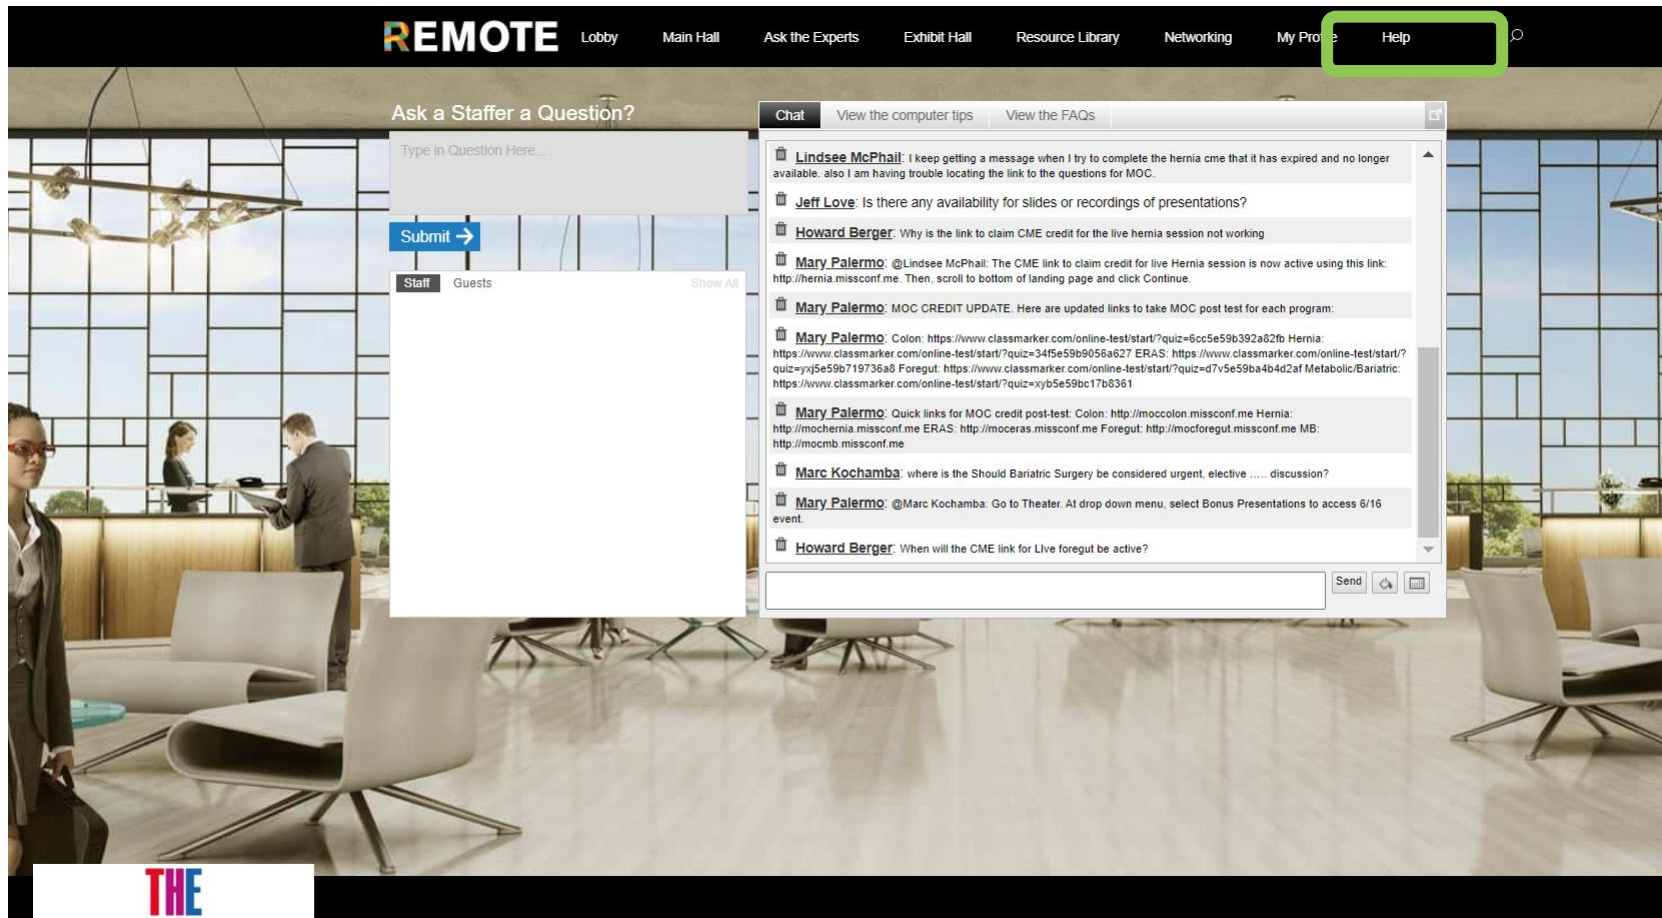 REMOTE Lobby Main Hall Ask the Experts Exhibit Hall Resource Library Networking My Profile Help
Ask a Staffer a Question?
Type in Question Here...
Submit
Staff Guests Show All
Chat View the computer tips View the FAQs
Lindsee McPhail: I keep getting a message when I try to complete the hernia cme that it has expired and no longer
available. also I am having trouble locating the link to the questions for MOC.
Jeff Love: Is there any availability for slides or recordings of presentations?
Howard Berger: Why is the link to claim CME credit for the live hernia session not working
Mary Palermo: @Lindsee McPhail: The CME link to claim credit for live Hernia session is now active using this link:
http://hernia.missconf.me. Then, scroll to bottom of landing page and click Continue.
Mary Palermo: MOC CREDIT UPDATE. Here are updated links to take MOC post test for each program:
Mary Palermo: Colon: https://www.classmarker.com/online-test/start/?quiz=6cc5e59b392a82fb Hernia:
https://www.classmarker.com/online-test/start/?quiz=34f5e59b9056a627 ERAS: https://www.classmarker.com/online-test/start/?
quiz=yxj5e59b719736a8 Foregut: https://www.classmarker.com/online-test/start/?quiz=d7v5e59ba4b4d2af Metabolic/Bariatric:
https://www.classmarker.com/online-test/start/?quiz=xyb5e59bc17b8361
Mary Palermo: Quick links for MOC credit post-test: Colon: http://moccolon.missconf.me Hernia:
http://mochernia.missconf.me ERAS: http://moceras.missconf.me Foregut: http://mocforegut.missconf.me MB:
http://mocmb.missconf.me
Marc Kochamba: where is the Should Bariatric Surgery be considered urgent, elective ..... discussion?
Mary Palermo: @Marc Kochamba: Go to Theater. At drop down menu, select Bonus Presentations to access 6/16
event.
Howard Berger: When will the CME link for LIve foregut be active?
Send
THE